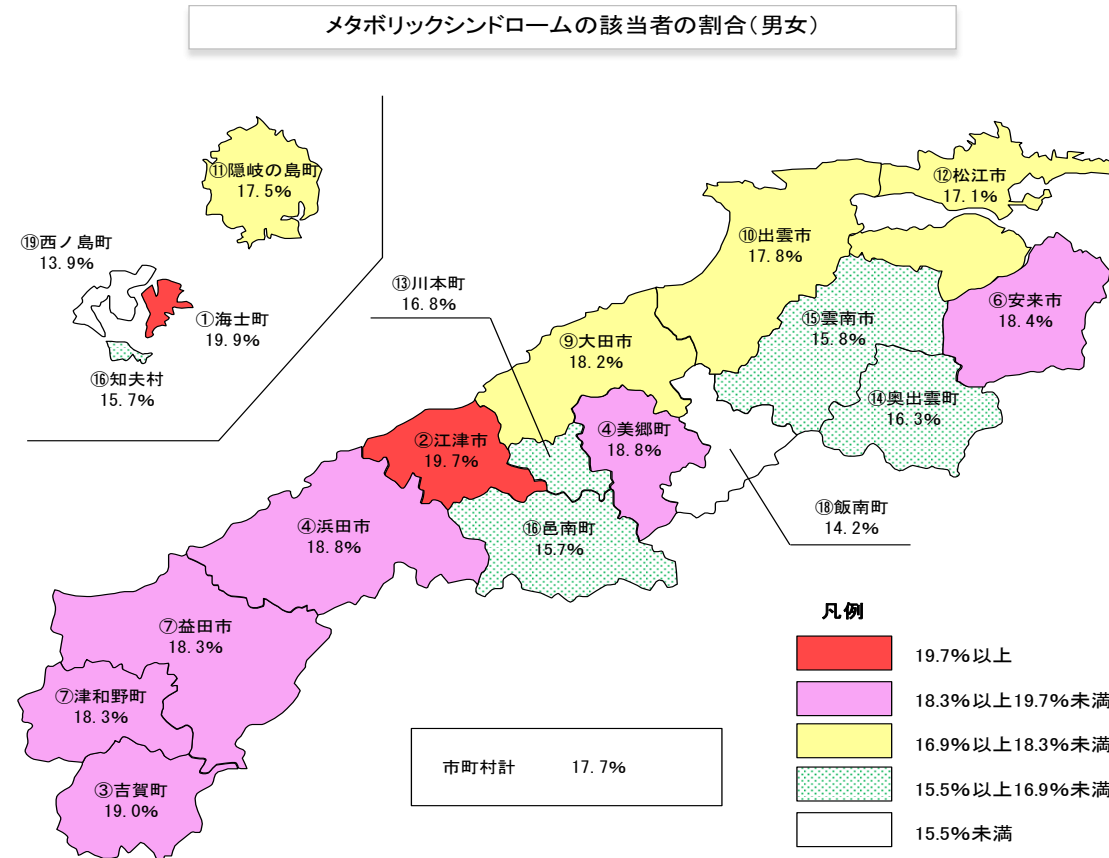 メタボリックシンドロームの該当者の割合(男女)
⑪隠岐の島町
17.5%
⑲西ノ島町
13.9%
①海士町
19.9%
⑯知夫村
15.7%
⑫松江市
17.1%
⑩出雲市
17.8%
⑥安来市
18.4%
⑬川本町
16.8%
⑮雲南市
15.8%
⑨大田市
18.2%
⑭奥出雲町
16.3%
④美郷町
18.8%
②江津市
19.7%
⑱飯南町
14.2%
④浜田市
18.8%
⑯邑南町
15.7%
⑦益田市
18.3%
⑦津和野町
18.3%
③吉賀町
19.0%
市町村計 17.7%
凡例
19.7%以上
18.3%以上19.7%未満
16.9%以上18.3%未満
15.5%以上16.9%未満
15.5%未満